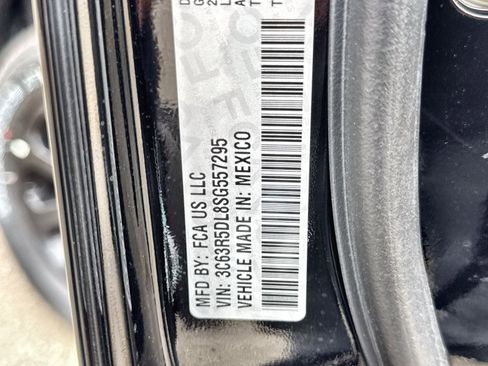 MFD BY: FCA US LLC
VIN: 3C63R5DL8SG557295
VEHICLE MADE IN: MEXICO